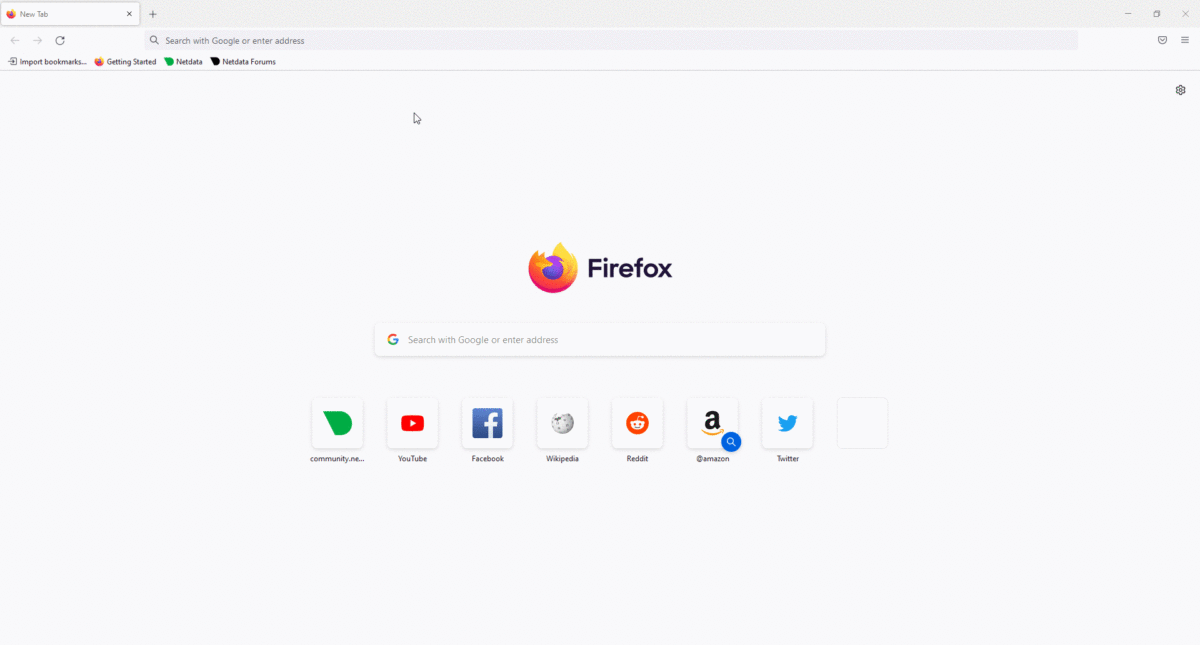 New Tab
Search with Google or enter address
Import bookmarks... Getting Started Netdata Netdata Forums
Firefox
Search with Google or enter address
community.ne... YouTube Facebook Wikipedia Reddit @amazon Twitter